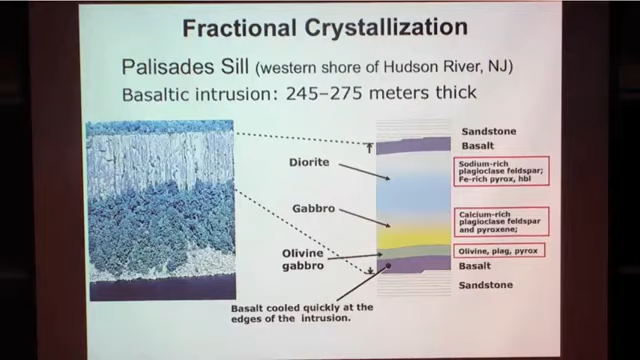 Fractional Crystallization
Palisades Sill (western shore of Hudson River, NJ)
Basaltic intrusion: 245–275 meters thick
Sandstone
Basalt
Diorite
Sodium-rich
plagioclase feldspar;
Fe-rich pyrox, hbl
Gabbro
Calcium-rich
plagioclase feldspar
and pyroxene;
Olivine
gabbro
Olivine, plag, pyrox
Basalt
Sandstone
Basalt cooled quickly at the
edges of the intrusion.